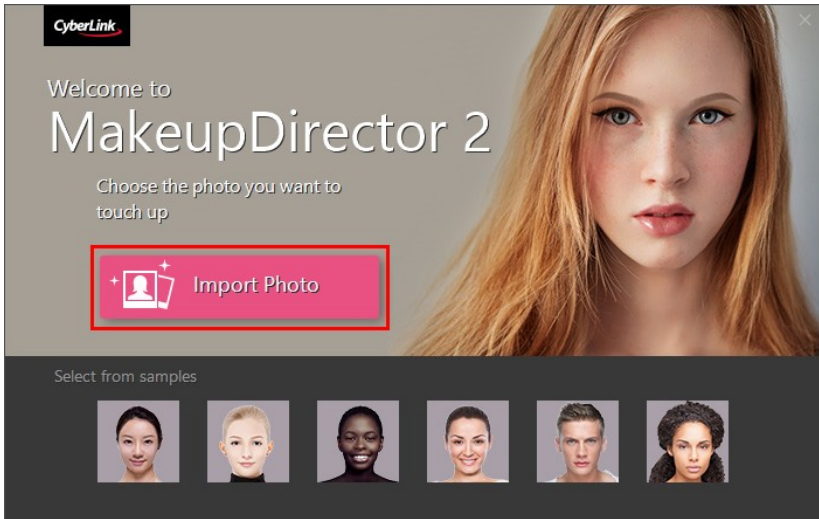 CyberLink
Welcome to
MakeupDirector 2
Choose the photo you want to
touch up
Import Photo
Select from samples